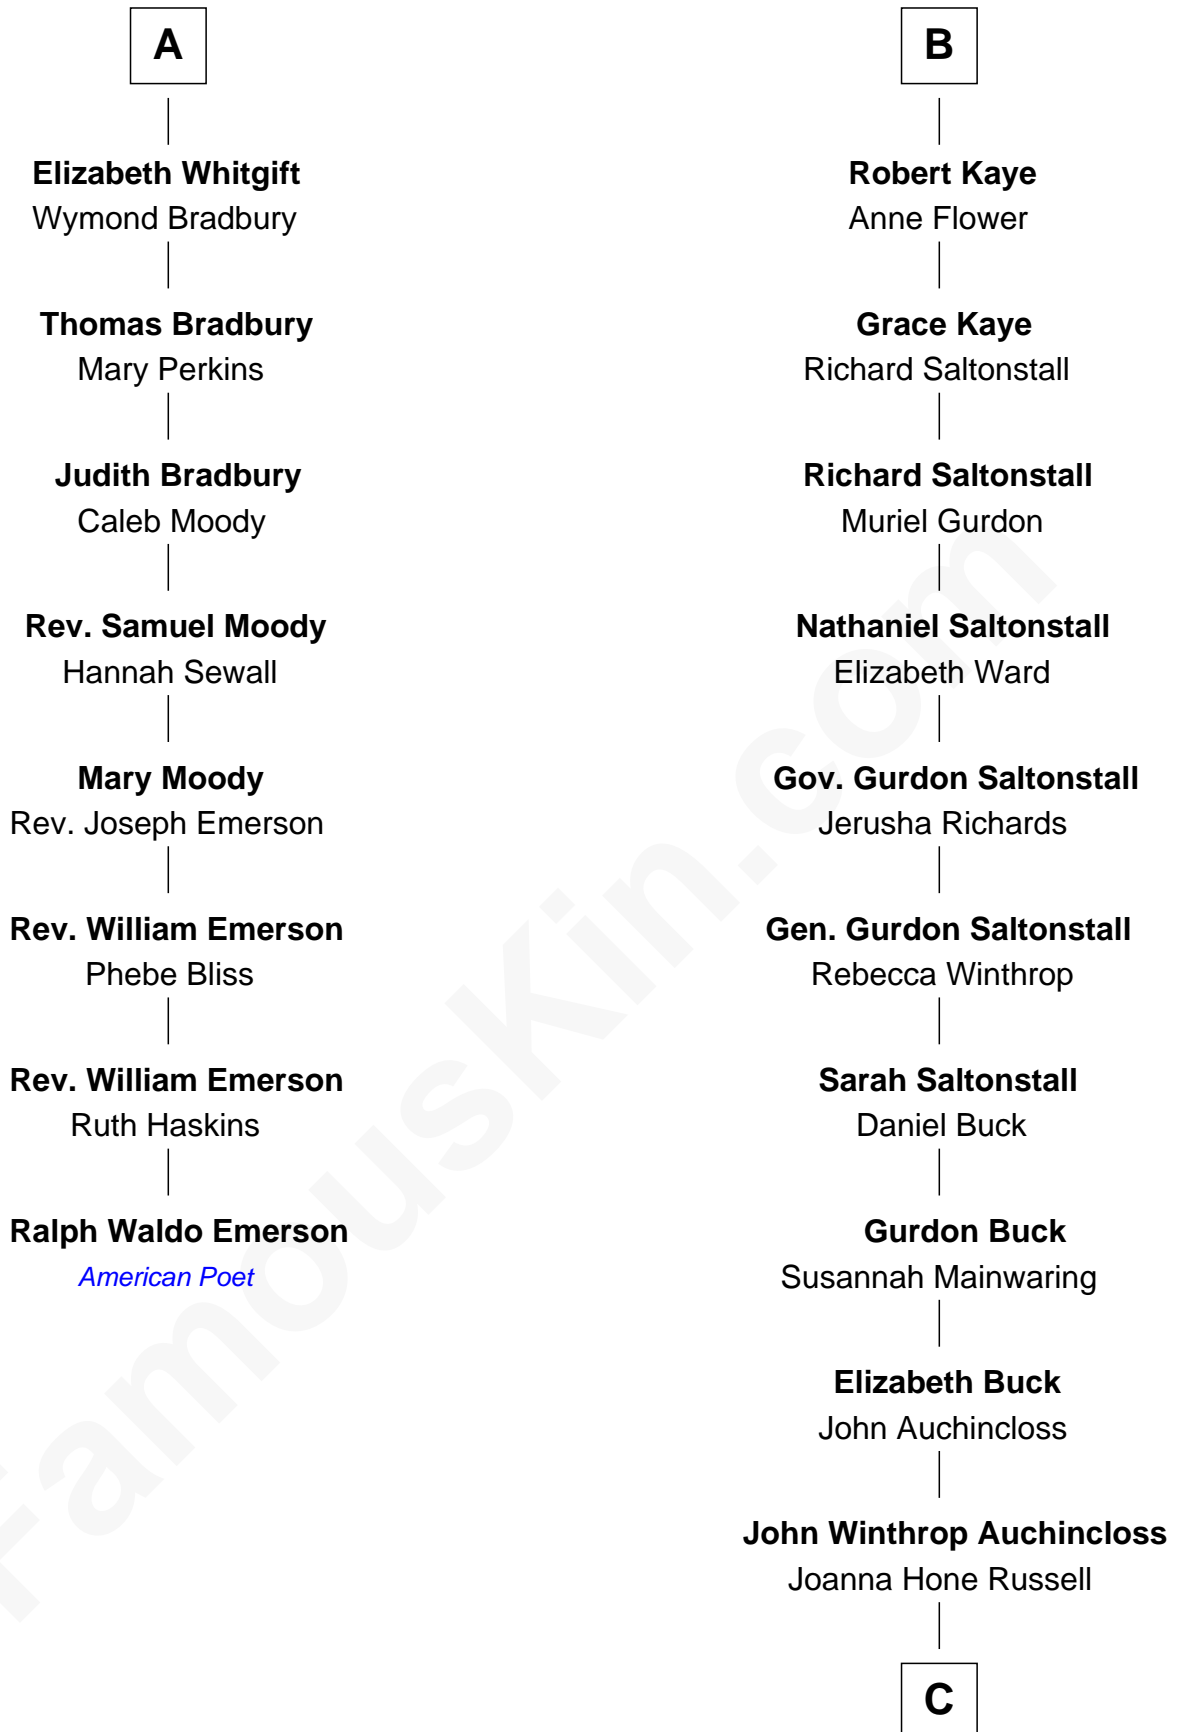 A
Elizabeth Whitgift
Wymond Bradbury
Thomas Bradbury
Mary Perkins
Judith Bradbury
Caleb Moody
Rev. Samuel Moody
Hannah Sewall
Mary Moody
Rev. Joseph Emerson
Rev. William Emerson
Phebe Bliss
Rev. William Emerson
Ruth Haskins
Ralph Waldo Emerson
American Poet
B
Robert Kaye
Anne Flower
Grace Kaye
Richard Saltonstall
Richard Saltonstall
Muriel Gurdon
Nathaniel Saltonstall
Elizabeth Ward
Gov. Gurdon Saltonstall
Jerusha Richards
Gen. Gurdon Saltonstall
Rebecca Winthrop
Sarah Saltonstall
Daniel Buck
Gurdon Buck
Susannah Mainwaring
Elizabeth Buck
John Auchincloss
John Winthrop Auchincloss
Joanna Hone Russell
C
FamousKin.com